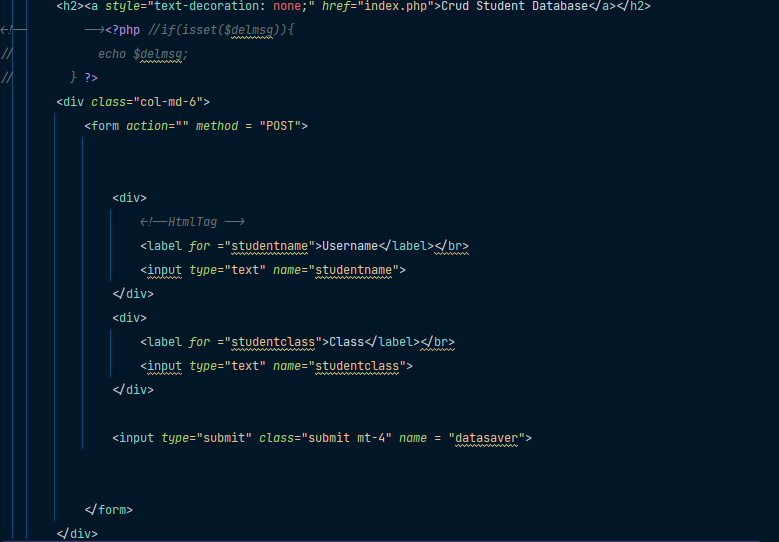 <h2><a style="text-decoration: none;" href="index.php">Crud Student Database</a></h2>
<!-- --><?php //if(isset($delmsg)){
// echo $delmsg;
// } ?>
<div class="col-md-6">
<form action="" method = "POST">
<div>
<!--HtmlTag -->
<label for ="studentname">Username</label></br>
<input type="text" name="studentname">
</div>
<div>
<label for ="studentclass">Class</label></br>
<input type="text" name="studentclass">
</div>
<input type="submit" class="submit mt-4" name = "datasaver">
</form>
</div>